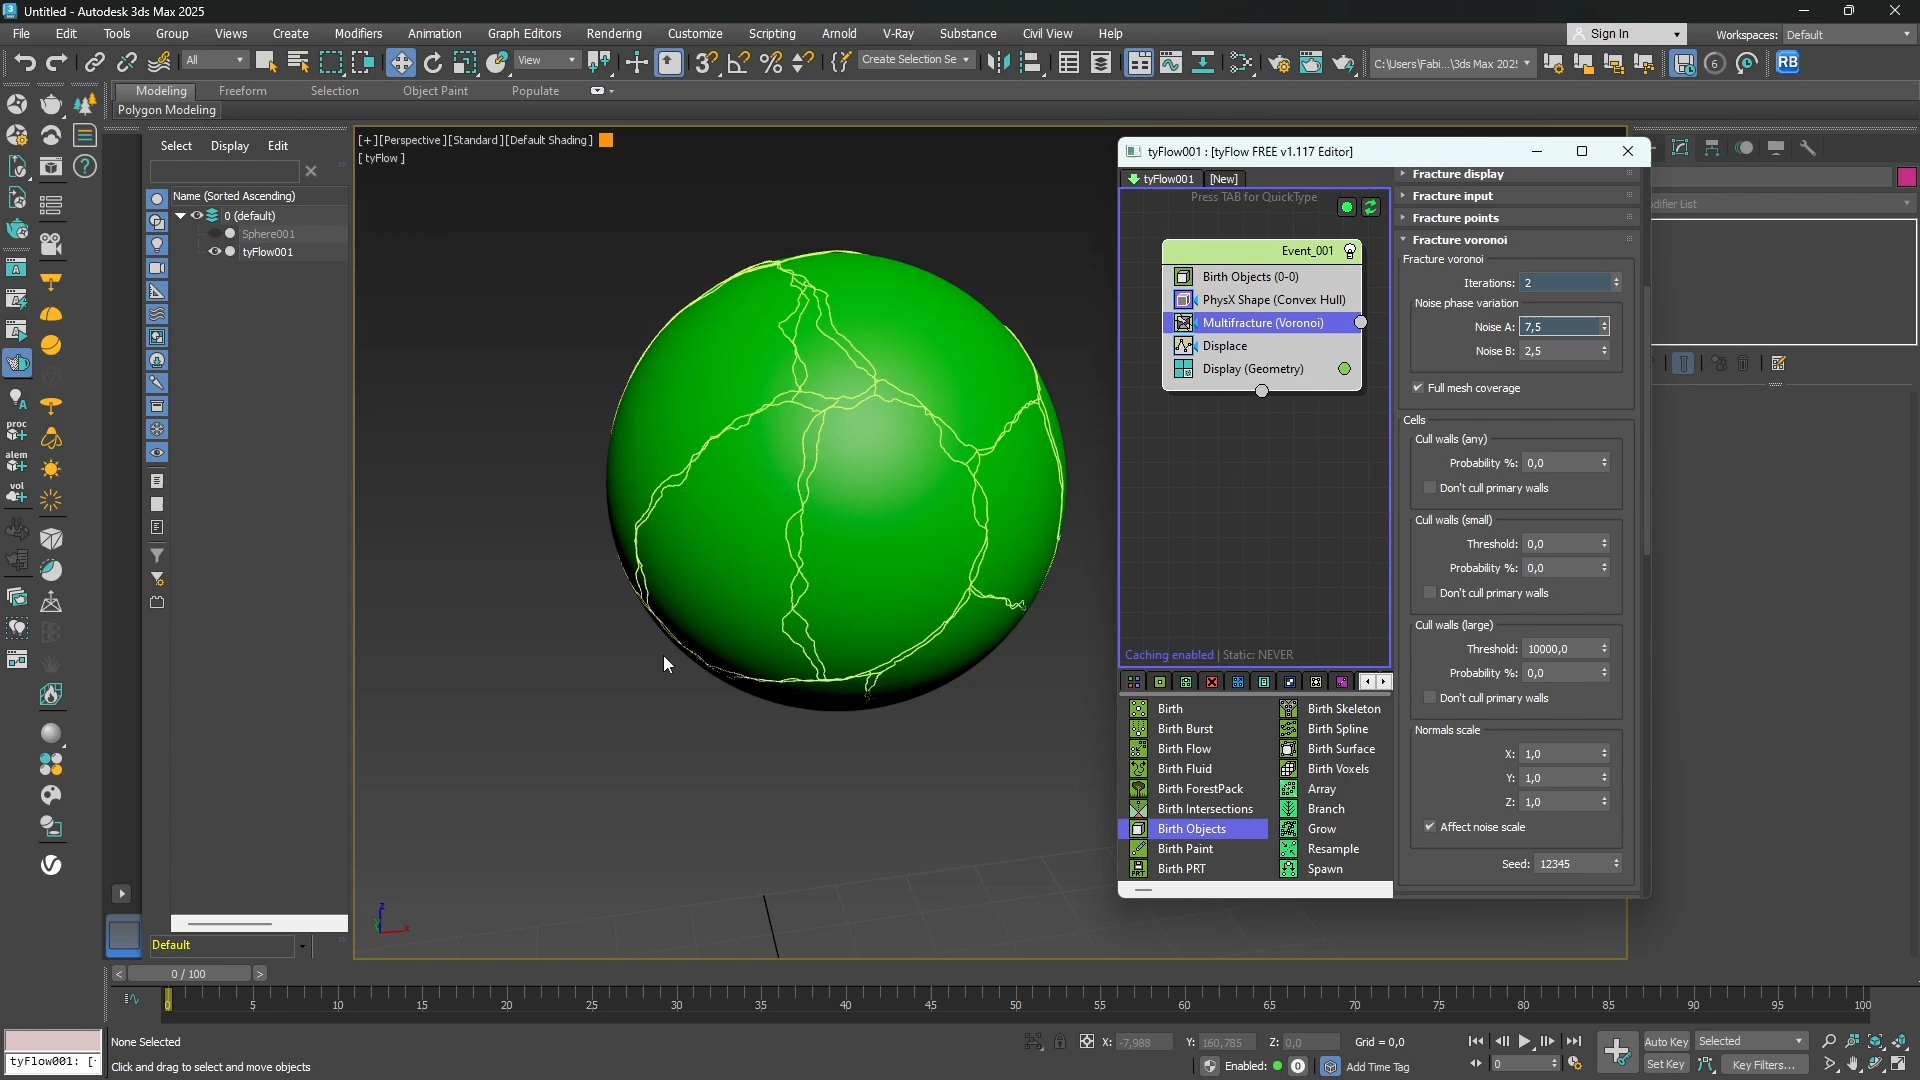 Untitled - Autodesk 3ds Max 2025
File Edit Tools Group Views Create Modifiers Animation Graph Editors Rendering Customize Scripting Arnold V-Ray Substance Civil View Help
Sign In
Workspaces: Default
All
View
Create Selection Se
C:\Users\Fabi...\3ds Max 202!
6
RB
Modeling Freeform Selection Object Paint Populate
Polygon Modeling
Select Display Edit
Name (Sorted Ascending)
0 (default)
Sphere001
tyFlow001
proc
alem
vol
Default
[+][Perspective][Standard][Default Shading]
[ tyFlow ]
z
x
tyFlow001 : [tyFlow FREE v1.117 Editor]
tyFlow001 [New]
Press TAB for QuickType
Event_001
Birth Objects (0-0)
PhysX Shape (Convex Hull)
Multifracture (Voronoi)
Displace
Display (Geometry)
Caching enabled | Static: NEVER
Birth
Birth Burst
Birth Flow
Birth Fluid
Birth ForestPack
Birth Intersections
Birth Objects
Birth Paint
Birth PRT
Birth Skeleton
Birth Spline
Birth Surface
Birth Voxels
Array
Branch
Grow
Resample
Spawn
Fracture display
Fracture input
Fracture points
Fracture voronoi
Fracture voronoi
Iterations: 2
Noise phase variation
Noise A: 7,5
Noise B: 2,5
Full mesh coverage
Cells
Cull walls (any)
Probability %: 0,0
Don't cull primary walls
Cull walls (small)
Threshold: 0,0
Probability %: 0,0
Don't cull primary walls
Cull walls (large)
Threshold: 10000,0
Probability %: 0,0
Don't cull primary walls
Normals scale
X: 1,0
Y: 1,0
Z: 1,0
Affect noise scale
Seed: 12345
difier List
< 0 / 100 >
0 5 10 15 20 25 30 35 40 45 50 55 60 65 70 75 80 85 90 95 100
tyFlow001: [-
None Selected
Click and drag to select and move objects
X: -7,988 Y: 160,785 Z: 0,0 Grid = 0,0
Enabled: 0 Add Time Tag
0
Auto Key Selected
Set Key Key Filters...